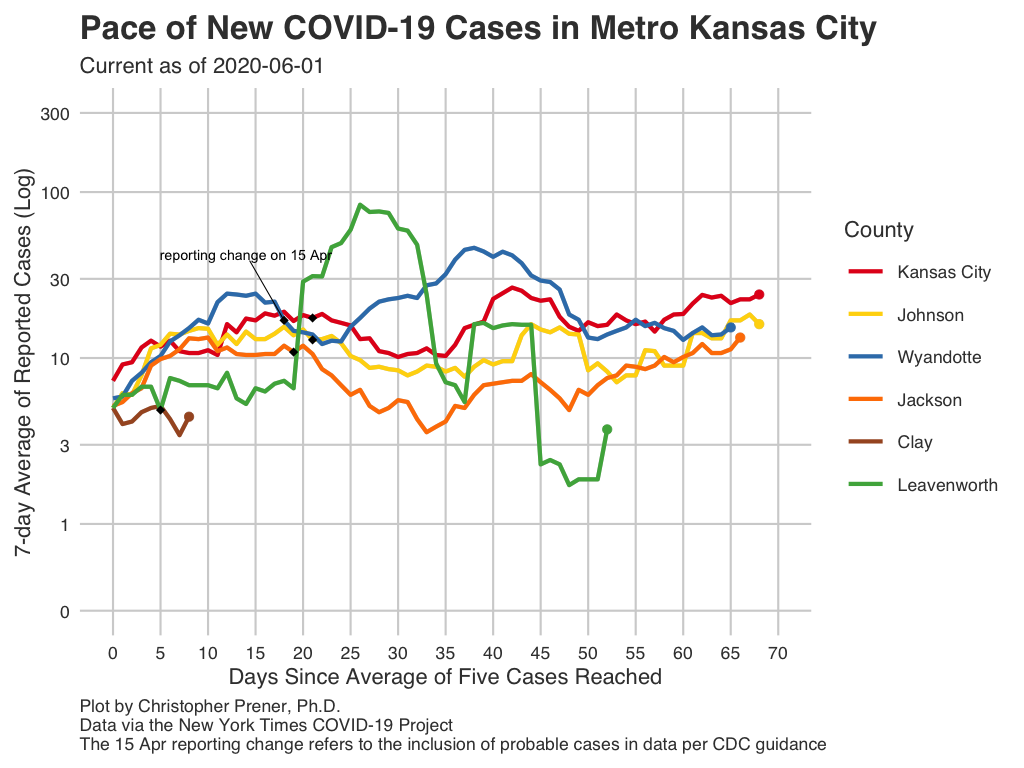 Pace of New COVID-19 Cases in Metro Kansas City
Current as of 2020-06-01
7-day Average of Reported Cases (Log)
300
100
30
10
3
1
0
reporting change on 15 Apr
0 5 10 15 20 25 30 35 40 45 50 55 60 65 70
Days Since Average of Five Cases Reached
County
Kansas City
Johnson
Wyandotte
Jackson
Clay
Leavenworth
Plot by Christopher Prener, Ph.D.
Data via the New York Times COVID-19 Project
The 15 Apr reporting change refers to the inclusion of probable cases in data per CDC guidance